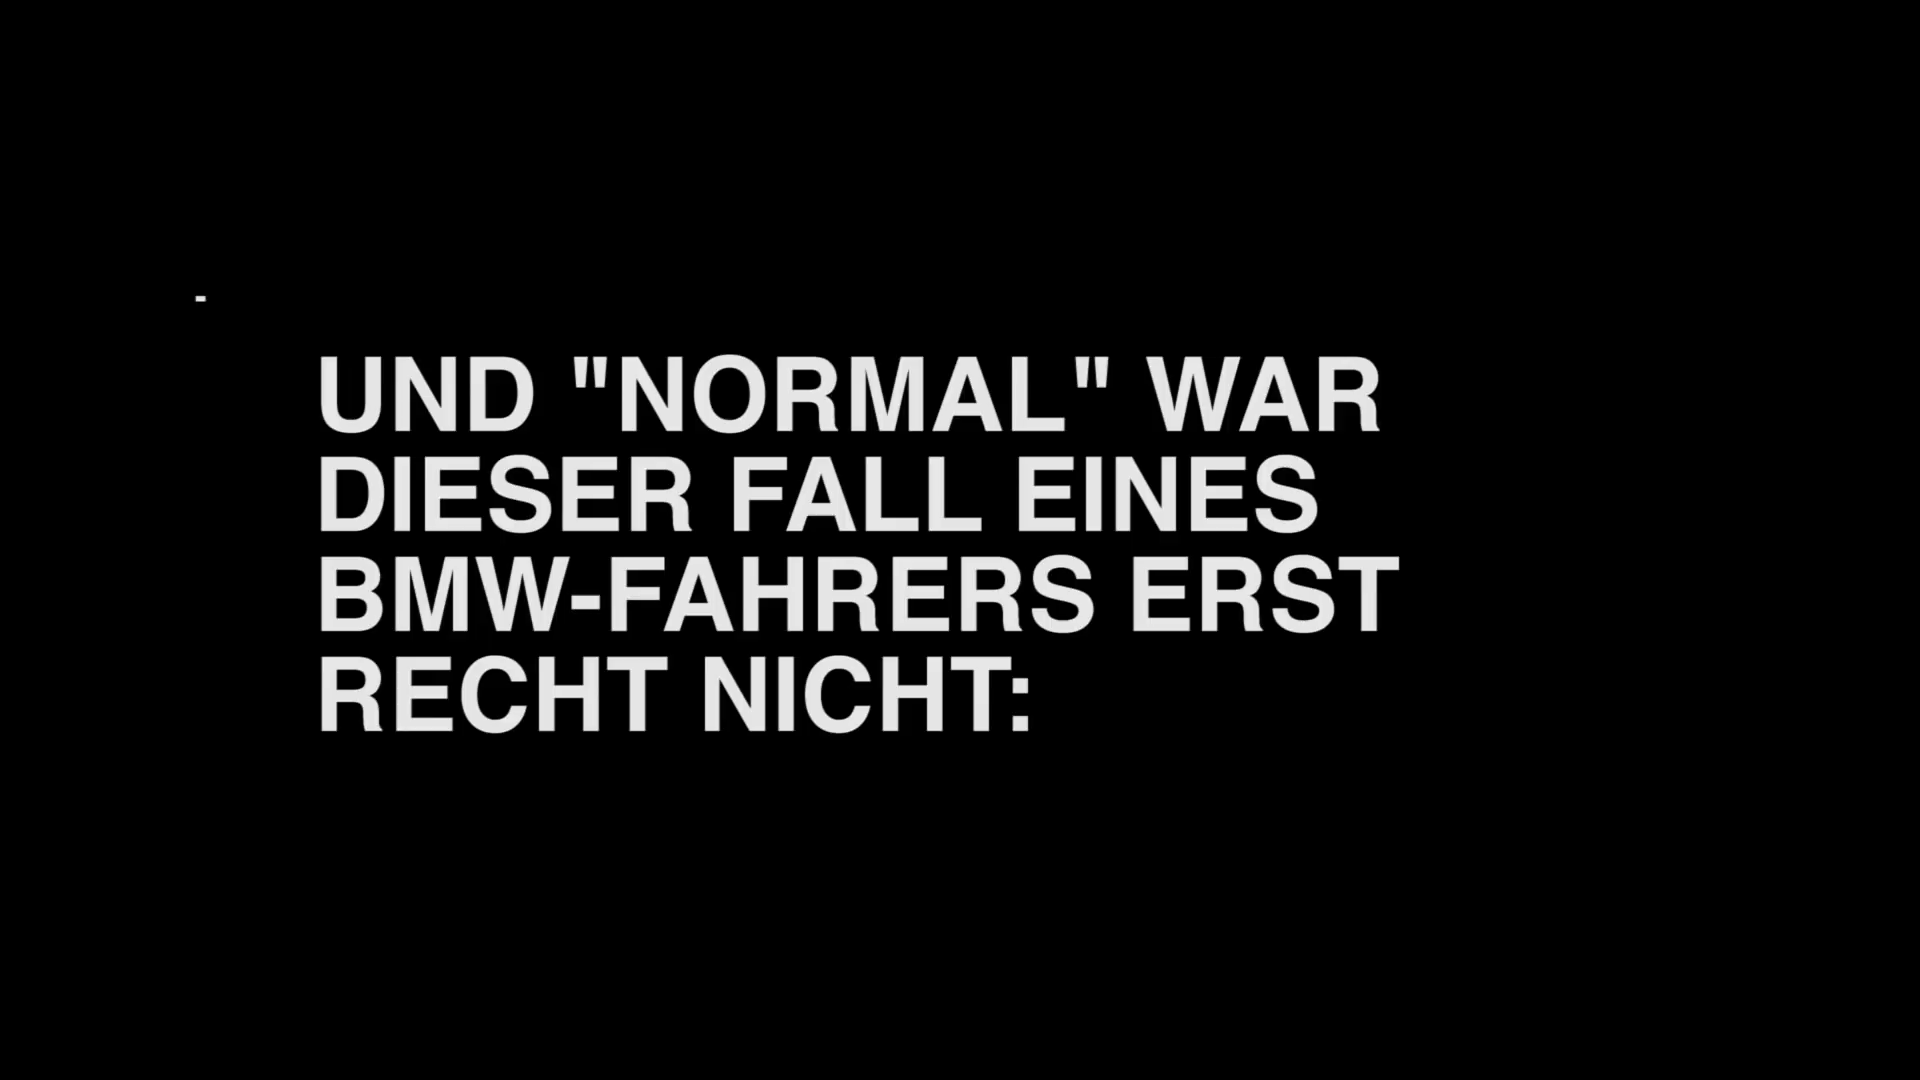 -
UND "NORMAL" WAR
DIESER FALL EINES
BMW-FAHRERS ERST
RECHT NICHT: